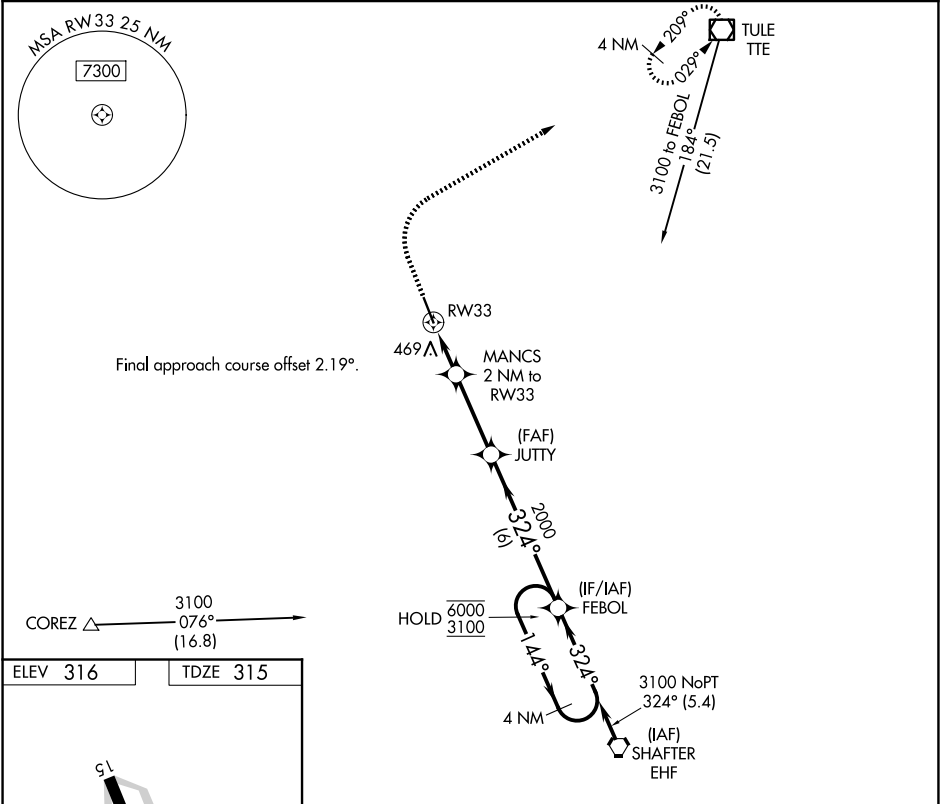 MSA RW33 25 NM
7300
TULE
TTE
4 NM
209°
029°
3100 to FEBOL
184°
(21.5)
RW33
469
MANCS
2 NM to
RW33
Final approach course offset 2.19°.
(FAF)
JUTTY
2000
324°
(6)
(IF/IAF)
FEBOL
HOLD 6000
3100
144°
324°
4 NM
3100 NoPT
324° (5.4)
(IAF)
SHAFTER
EHF
COREZ
3100
076°
(16.8)
ELEV 316
TDZE 315
15